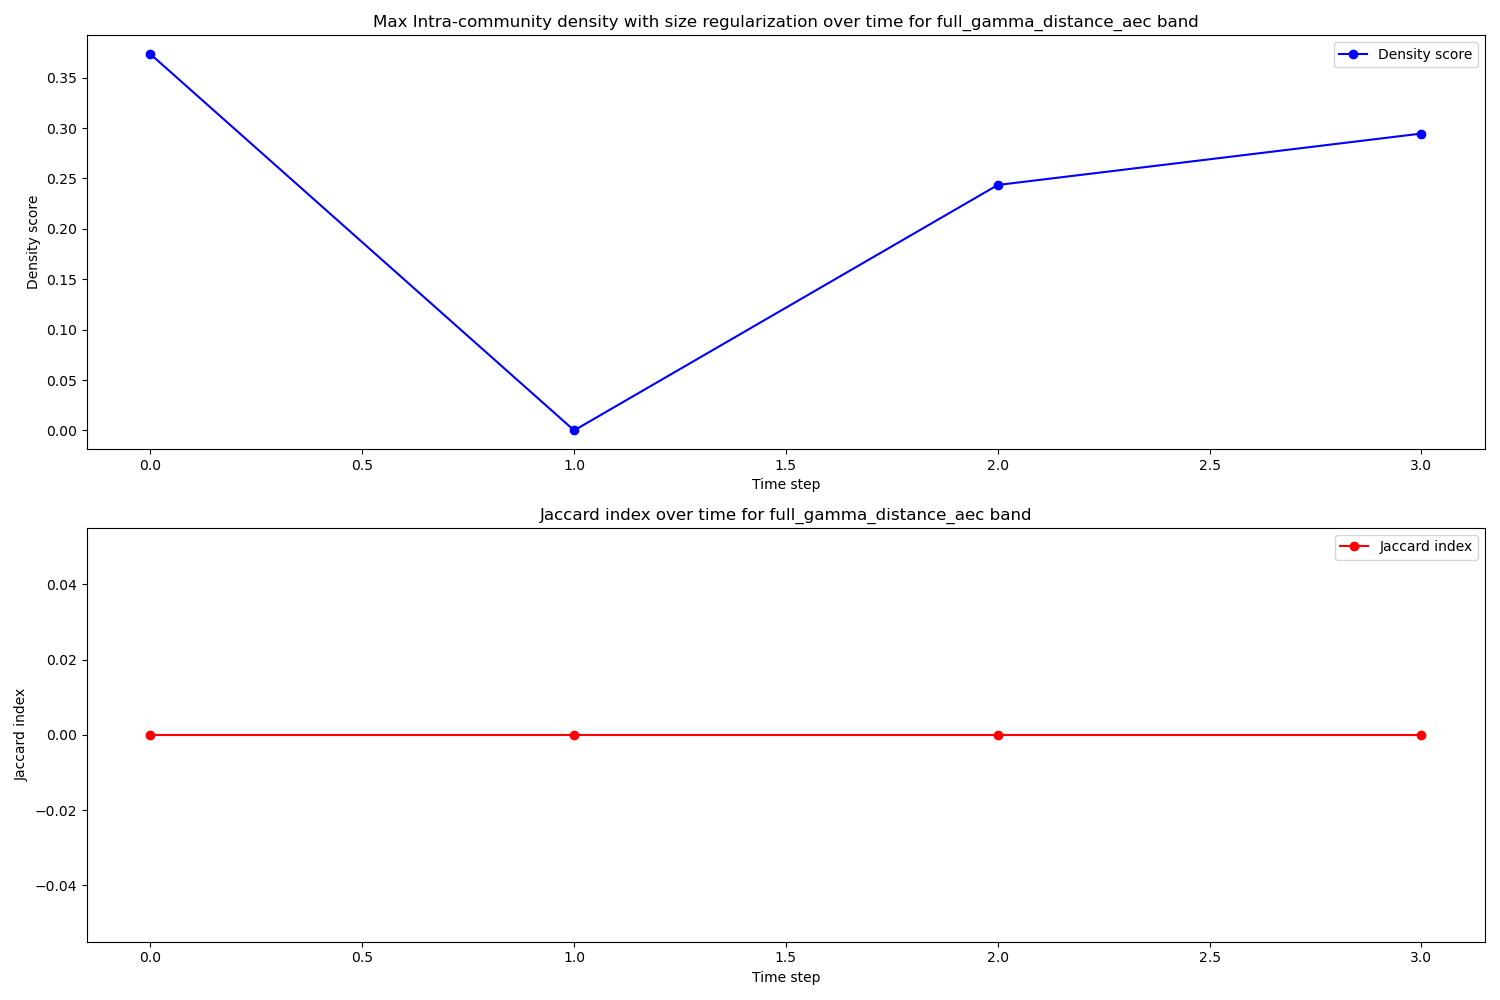 Max Intra-community density with size regularization over time for full_gamma_distance_aec band
Density score
0.35
0.30
0.25
0.20
0.15
0.10
0.05
0.00
Density score
0.0 0.5 1.0 1.5 2.0 2.5 3.0
Time step
Jaccard index over time for full_gamma_distance_aec band
Jaccard index
0.04
0.02
0.00
−0.02
−0.04
Jaccard index
0.0 0.5 1.0 1.5 2.0 2.5 3.0
Time step